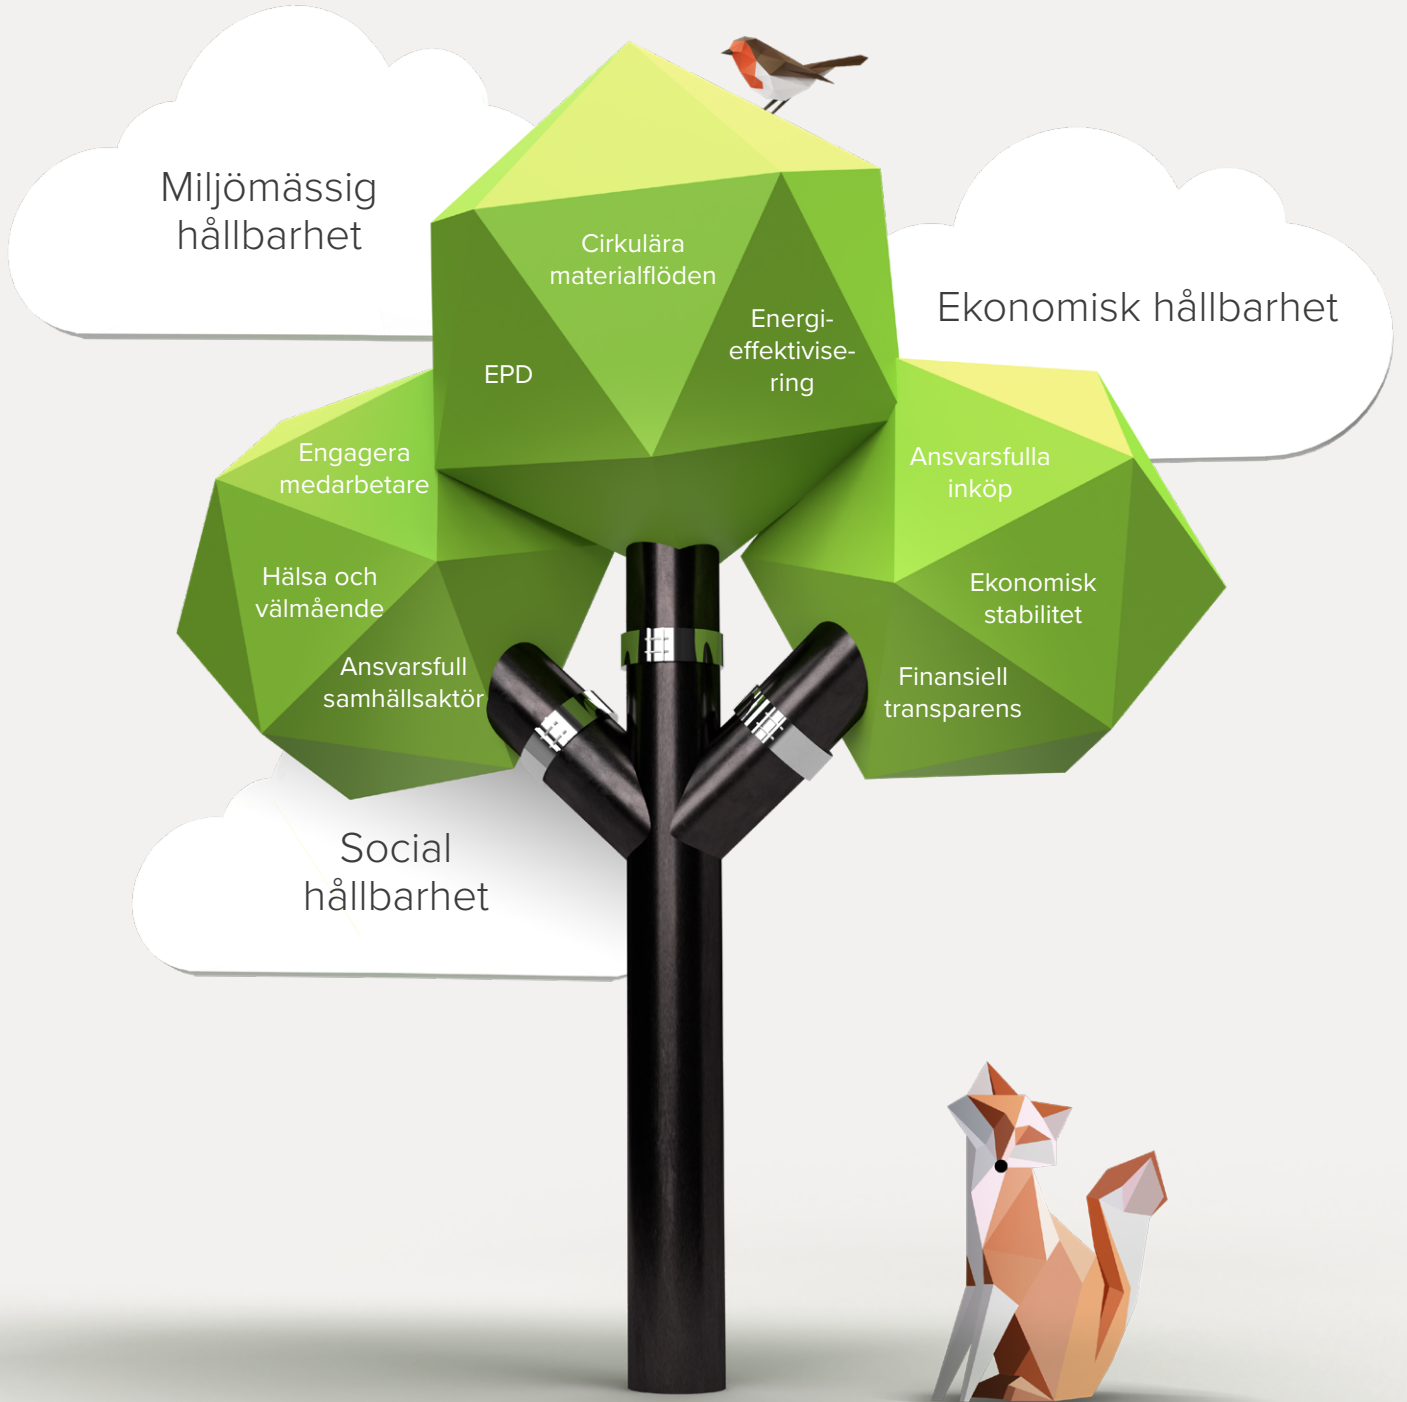 Miljömässig
hållbarhet
Cirkulära
materialflöden
Energi-
effektivise-
ring
EPD
Ekonomisk hållbarhet
Engagera
medarbetare
Hälsa och
välmående
Ansvarsfull
samhällsaktör
Ansvarsfulla
inköp
Ekonomisk
stabilitet
Finansiell
transparens
Social
hållbarhet